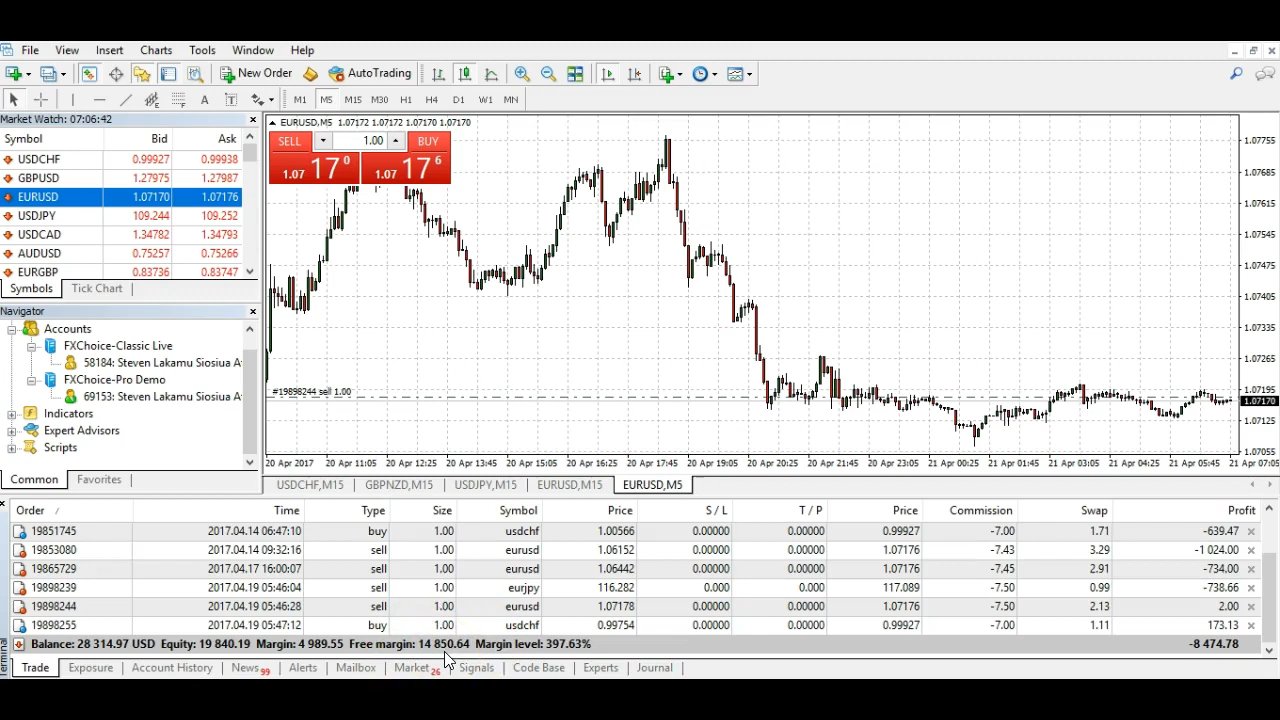 File View Insert Charts Tools Window Help
New Order AutoTrading
A T M1 M5 M15 M30 H1 H4 D1 W1 MN
Market Watch: 07:06:42
Symbol Bid Ask
USDCHF 0.99927 0.99938
GBPUSD 1.27975 1.27987
EURUSD 1.07170 1.07176
USDJPY 109.244 109.252
USDCAD 1.34782 1.34793
AUDUSD 0.75257 0.75266
EURGBP 0.83736 0.83747
Symbols Tick Chart
Navigator
Accounts
FXChoice-Classic Live
58184: Steven Lakamu Siosiua A
FXChoice-Pro Demo
69153: Steven Lakamu Siosiua A
Indicators
Expert Advisors
Scripts
Common Favorites
EURUSD,M5 1.07172 1.07172 1.07170 1.07170
SELL 1.00 BUY
1.07 17 0 1.07 17 6
#19898244 sell 1.00
1.07755
1.07685
1.07615
1.07545
1.07475
1.07405
1.07335
1.07265
1.07195
1.07170
1.07125
1.07055
20 Apr 2017 20 Apr 11:05 20 Apr 12:25 20 Apr 13:45 20 Apr 15:05 20 Apr 16:25 20 Apr 17:45 20 Apr 19:05 20 Apr 20:25 20 Apr 21:45 20 Apr 23:05 21 Apr 00:25 21 Apr 01:45 21 Apr 03:05 21 Apr 04:25 21 Apr 05:45 21 Apr 07:05
USDCHF,M15 GBPNZD,M15 USDJPY,M15 EURUSD,M15 EURUSD,M5
Order / Time Type Size Symbol Price S / L T / P Price Commission Swap Profit
19851745 2017.04.14 06:47:10 buy 1.00 usdchf 1.00566 0.00000 0.00000 0.99927 -7.00 1.71 -639.47
19853080 2017.04.14 09:32:16 sell 1.00 eurusd 1.06152 0.00000 0.00000 1.07176 -7.43 3.29 -1 024.00
19865729 2017.04.17 16:00:07 sell 1.00 eurusd 1.06442 0.00000 0.00000 1.07176 -7.45 2.91 -734.00
19898239 2017.04.19 05:46:04 sell 1.00 eurjpy 116.282 0.000 0.000 117.089 -7.50 0.99 -738.66
19898244 2017.04.19 05:46:28 sell 1.00 eurusd 1.07178 0.00000 0.00000 1.07176 -7.50 2.13 2.00
19898255 2017.04.19 05:47:12 buy 1.00 usdchf 0.99754 0.00000 0.00000 0.99927 -7.00 1.11 173.13
Balance: 28 314.97 USD Equity: 19 840.19 Margin: 4 989.55 Free margin: 14 850.64 Margin level: 397.63% -8 474.78
Trade Exposure Account History News 99 Alerts Mailbox Market 26 Signals Code Base Experts Journal
Terminal